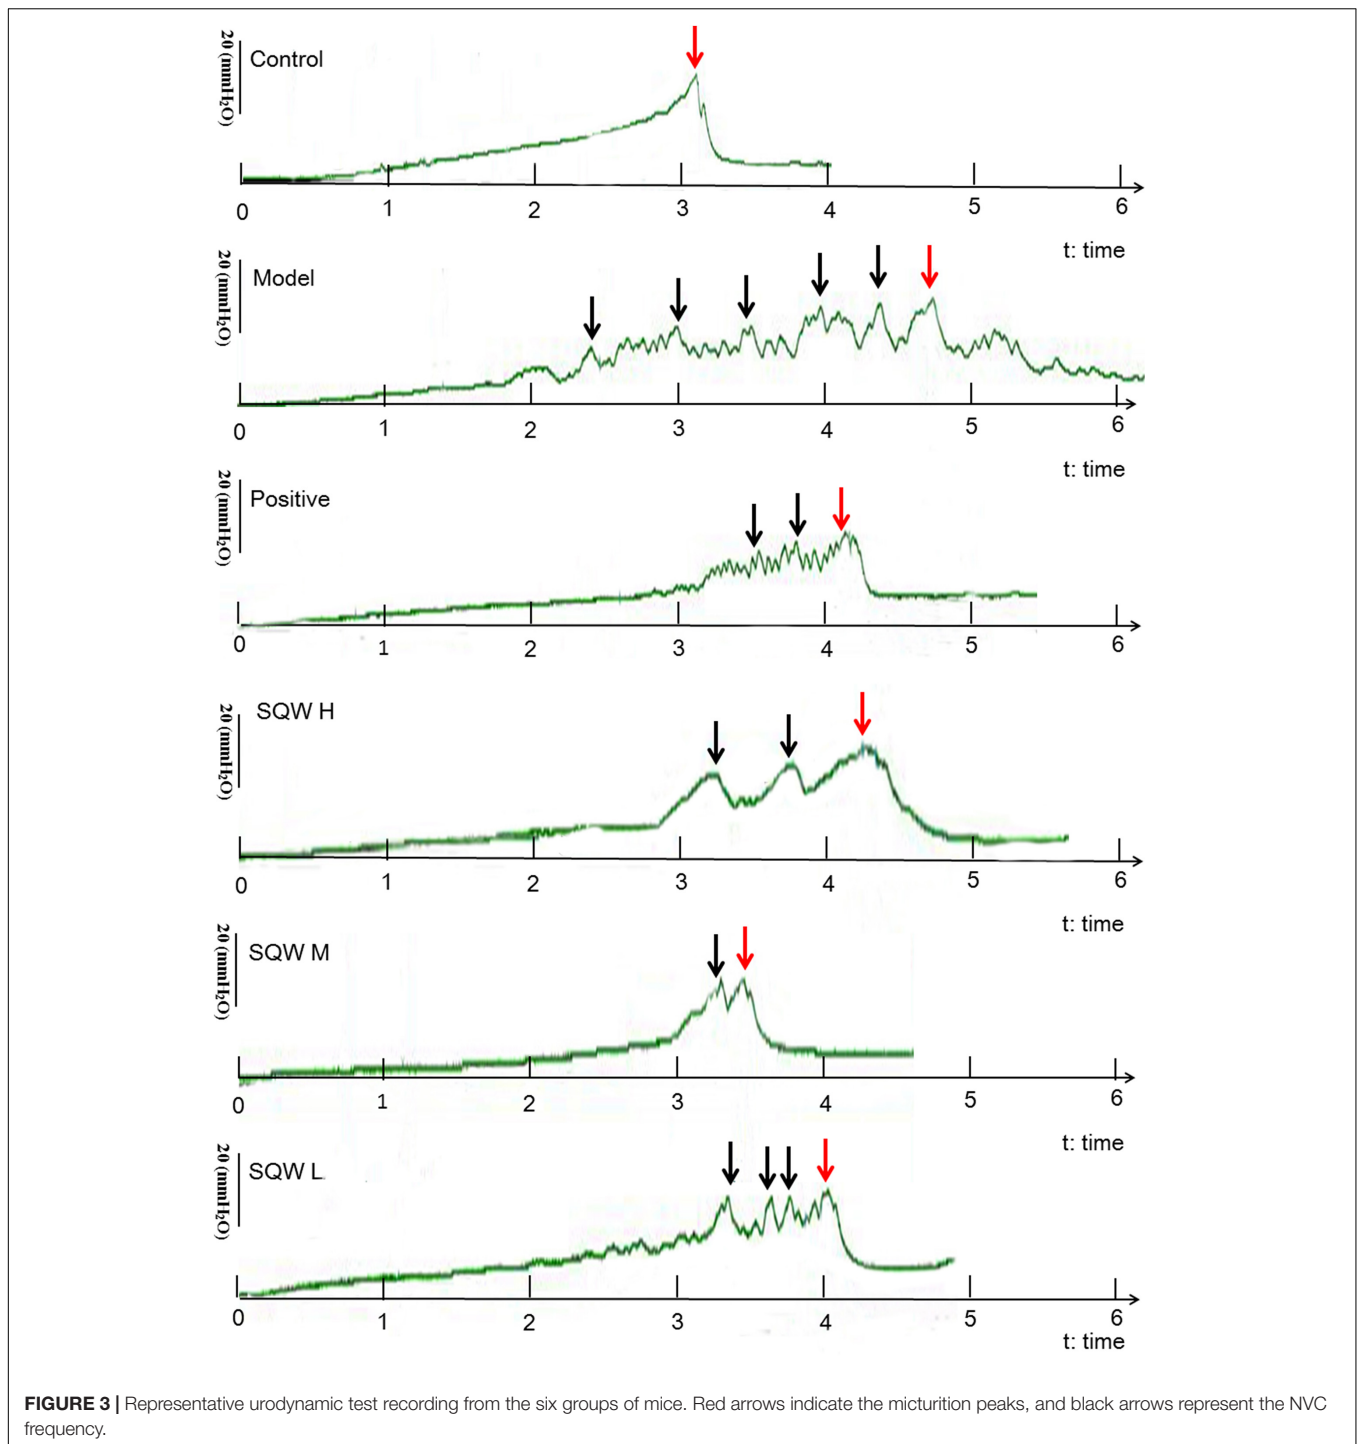 20 (mmH₂O)
Control
0 1 2 3 4 5 6
t: time
20 (mmH₂O)
Model
0 1 2 3 4 5 6
t: time
20 (mmH₂O)
Positive
0 1 2 3 4 5 6
20 (mmH₂O)
SQW H
0 1 2 3 4 5 6
t: time
20 (mmH₂O)
SQW M
0 1 2 3 4 5 6
t: time
20 (mmH₂O)
SQW L
0 1 2 3 4 5 6
t: time
FIGURE 3 | Representative urodynamic test recording from the six groups of mice. Red arrows indicate the micturition peaks, and black arrows represent the NVC
frequency.